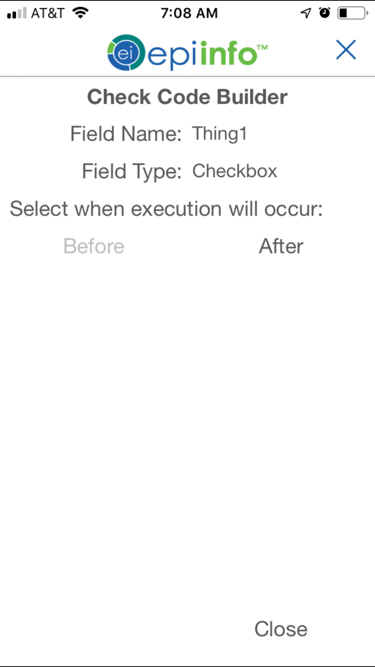 AT&T 7:08 AM
ei epiinfo™
Check Code Builder
Field Name: Thing1
Field Type: Checkbox
Select when execution will occur:
Before After
Close